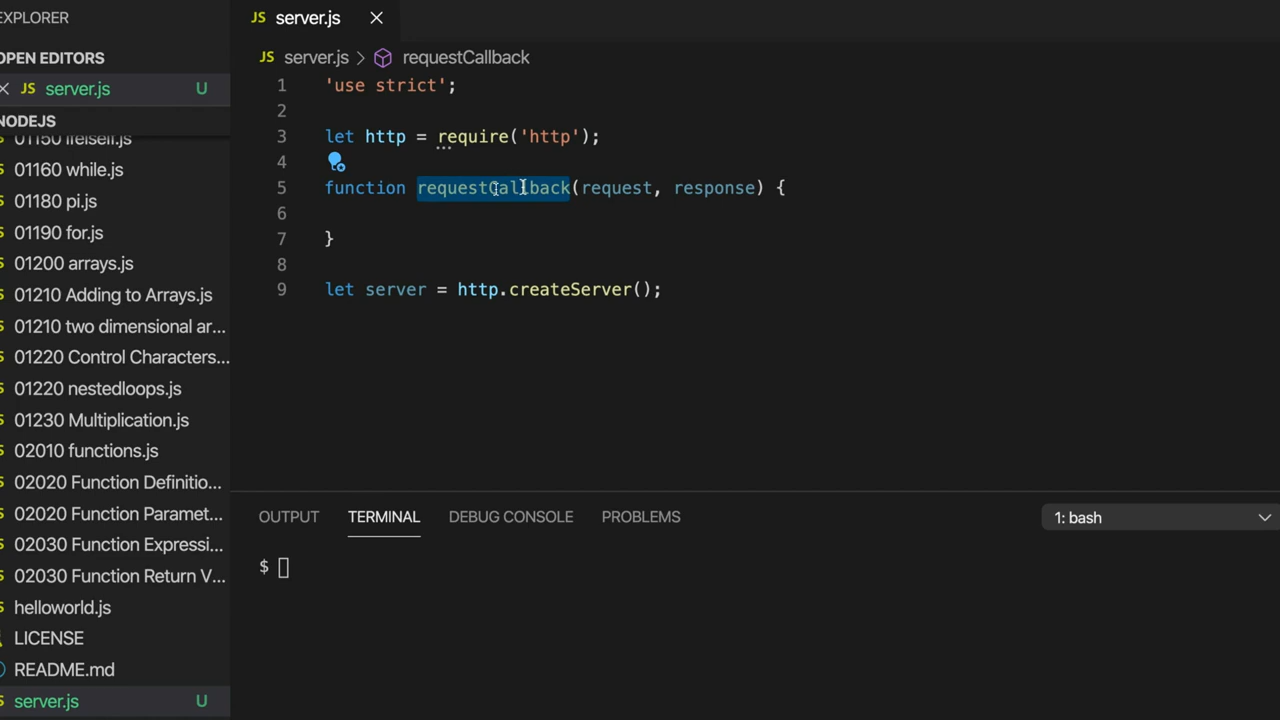 EXPLORER
OPEN EDITORS
JS server.js U
NODEJS
01150 ifelself.js
01160 while.js
01180 pi.js
01190 for.js
01200 arrays.js
01210 Adding to Arrays.js
01210 two dimensional ar...
01220 Control Characters...
01220 nestedloops.js
01230 Multiplication.js
02010 functions.js
02020 Function Definitio...
02020 Function Paramet...
02030 Function Expressi...
02030 Function Return V...
helloworld.js
LICENSE
README.md
server.js U
JS server.js
JS server.js > requestCallback
1 'use strict';
2
3 let http = require('http');
4
5 function requestCallback(request, response) {
6
7 }
8
9 let server = http.createServer();
OUTPUT TERMINAL DEBUG CONSOLE PROBLEMS 1: bash
$